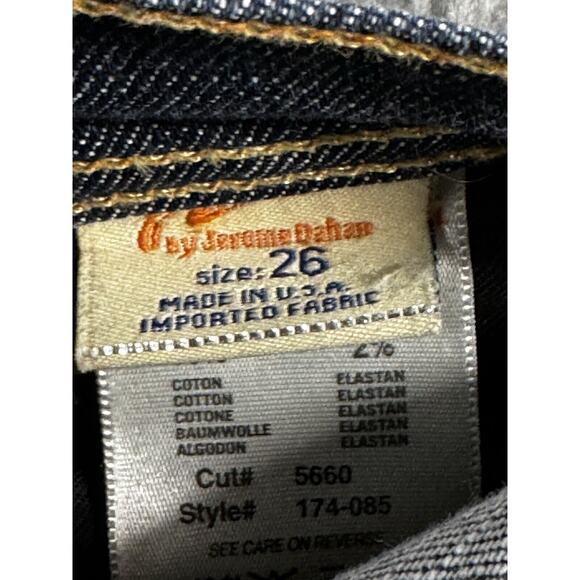 by Jerome Dahan
size: 26
MADE IN U.S.A.
IMPORTED FABRIC
2%
COTON ELASTAN
COTTON ELASTAN
COTONE ELASTAN
BAUMWOLLE ELASTAN
ALGODON ELASTAN
Cut# 5660
Style# 174-085
SEE CARE ON REVERSE